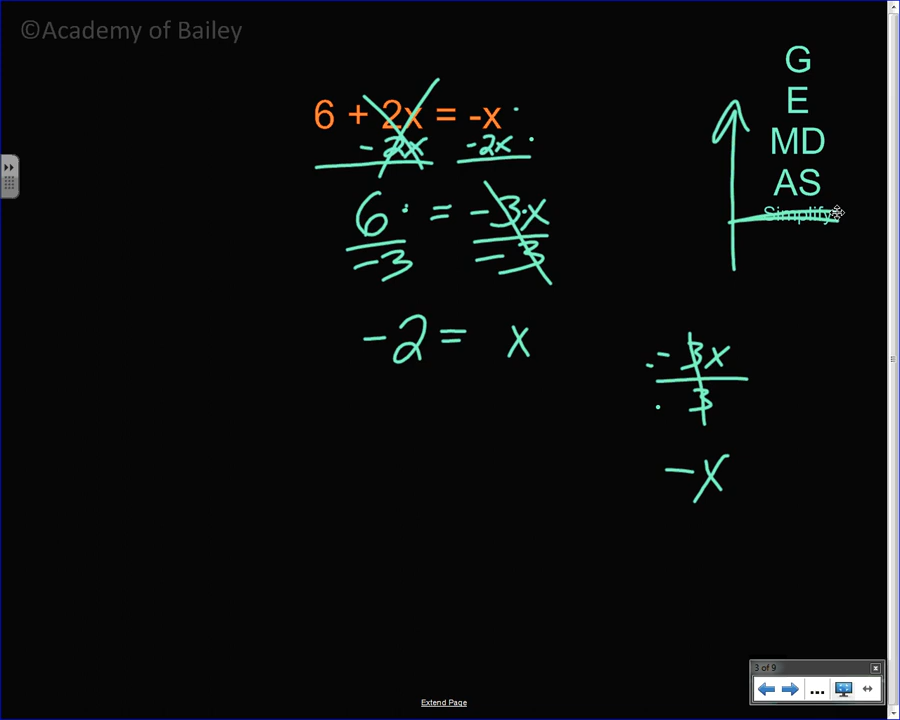 ©Academy of Bailey
6 + 2x = -x
- 2x -2x
6 = -3x
-3 -3
-2 = x
G
E
MD
AS
Simplify
-3x
3
-x
3 of 9
...
Extend Page